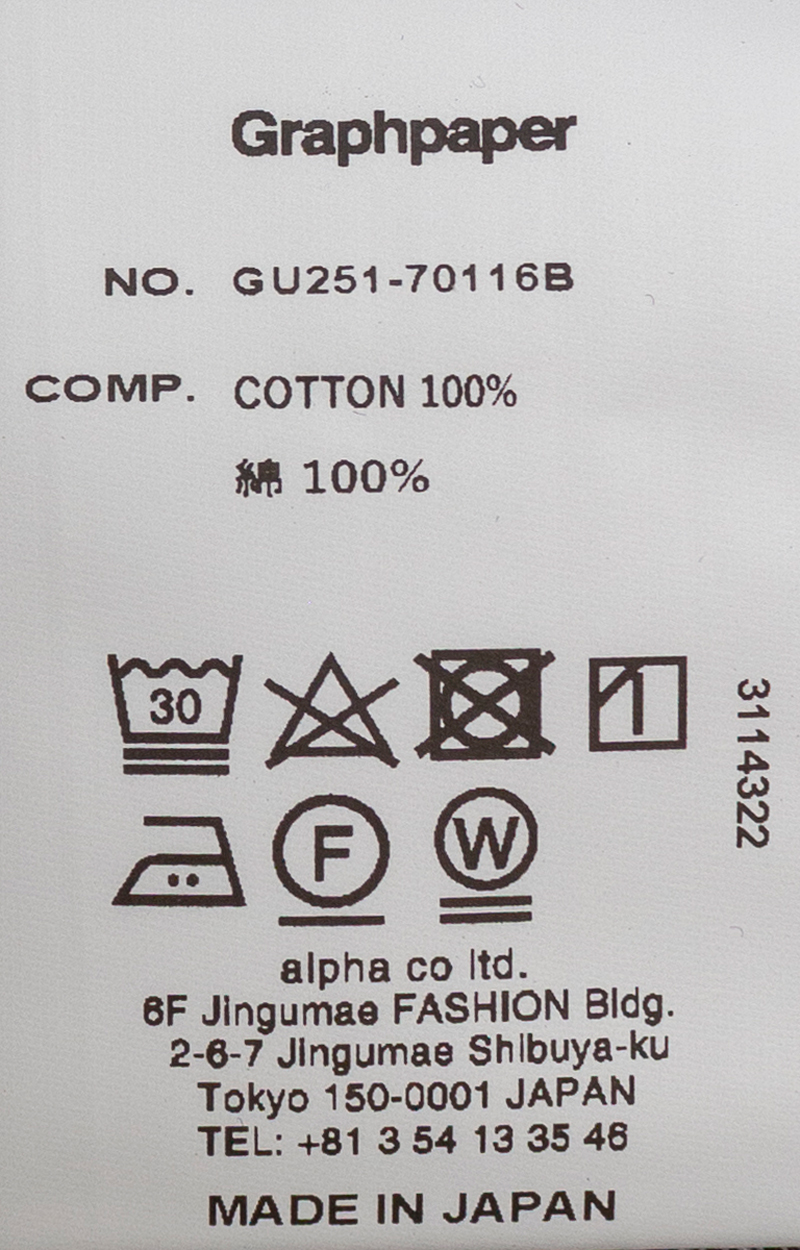 Graphpaper
NO. GU251-70116B
COMP. COTTON 100%
綿 100%
30
3114322
F
W
alpha co ltd.
6F Jingumae FASHION Bldg.
2-6-7 Jingumae Shibuya-ku
Tokyo 150-0001 JAPAN
TEL: +81 3 54 13 35 46
MADE IN JAPAN